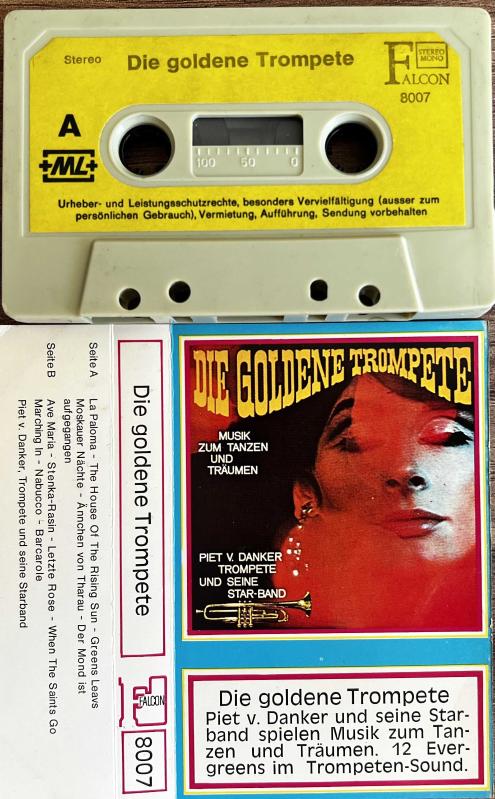 Stereo
Die goldene Trompete
FALCON
STEREO
MONO
8007
A
+ML+
100 50 0
Urheber- und Leistungsschutzrechte, besonders Vervielfältigung (ausser zum
persönlichen Gebrauch), Vermietung, Aufführung, Sendung vorbehalten
Seite A
La Paloma - The House Of The Rising Sun - Greens Leavs
Moskauer Nächte - Ännchen von Tharau - Der Mond ist
aufgegangen
Seite B
Ave Maria - Stenka-Rasin - Letzte Rose - When The Saints Go
Marching In - Nabucco - Barcarole
Piet v. Danker, Trompete und seine Starband
Die goldene Trompete
FALCON
8007
DIE GOLDENE TROMPETE
MUSIK
ZUM TANZEN
UND
TRÄUMEN
PIET V. DANKER
TROMPETE
UND SEINE
STAR-BAND
Die goldene Trompete
Piet v. Danker und seine Star-
band spielen Musik zum Tan-
zen und Träumen. 12 Ever-
greens im Trompeten-Sound.